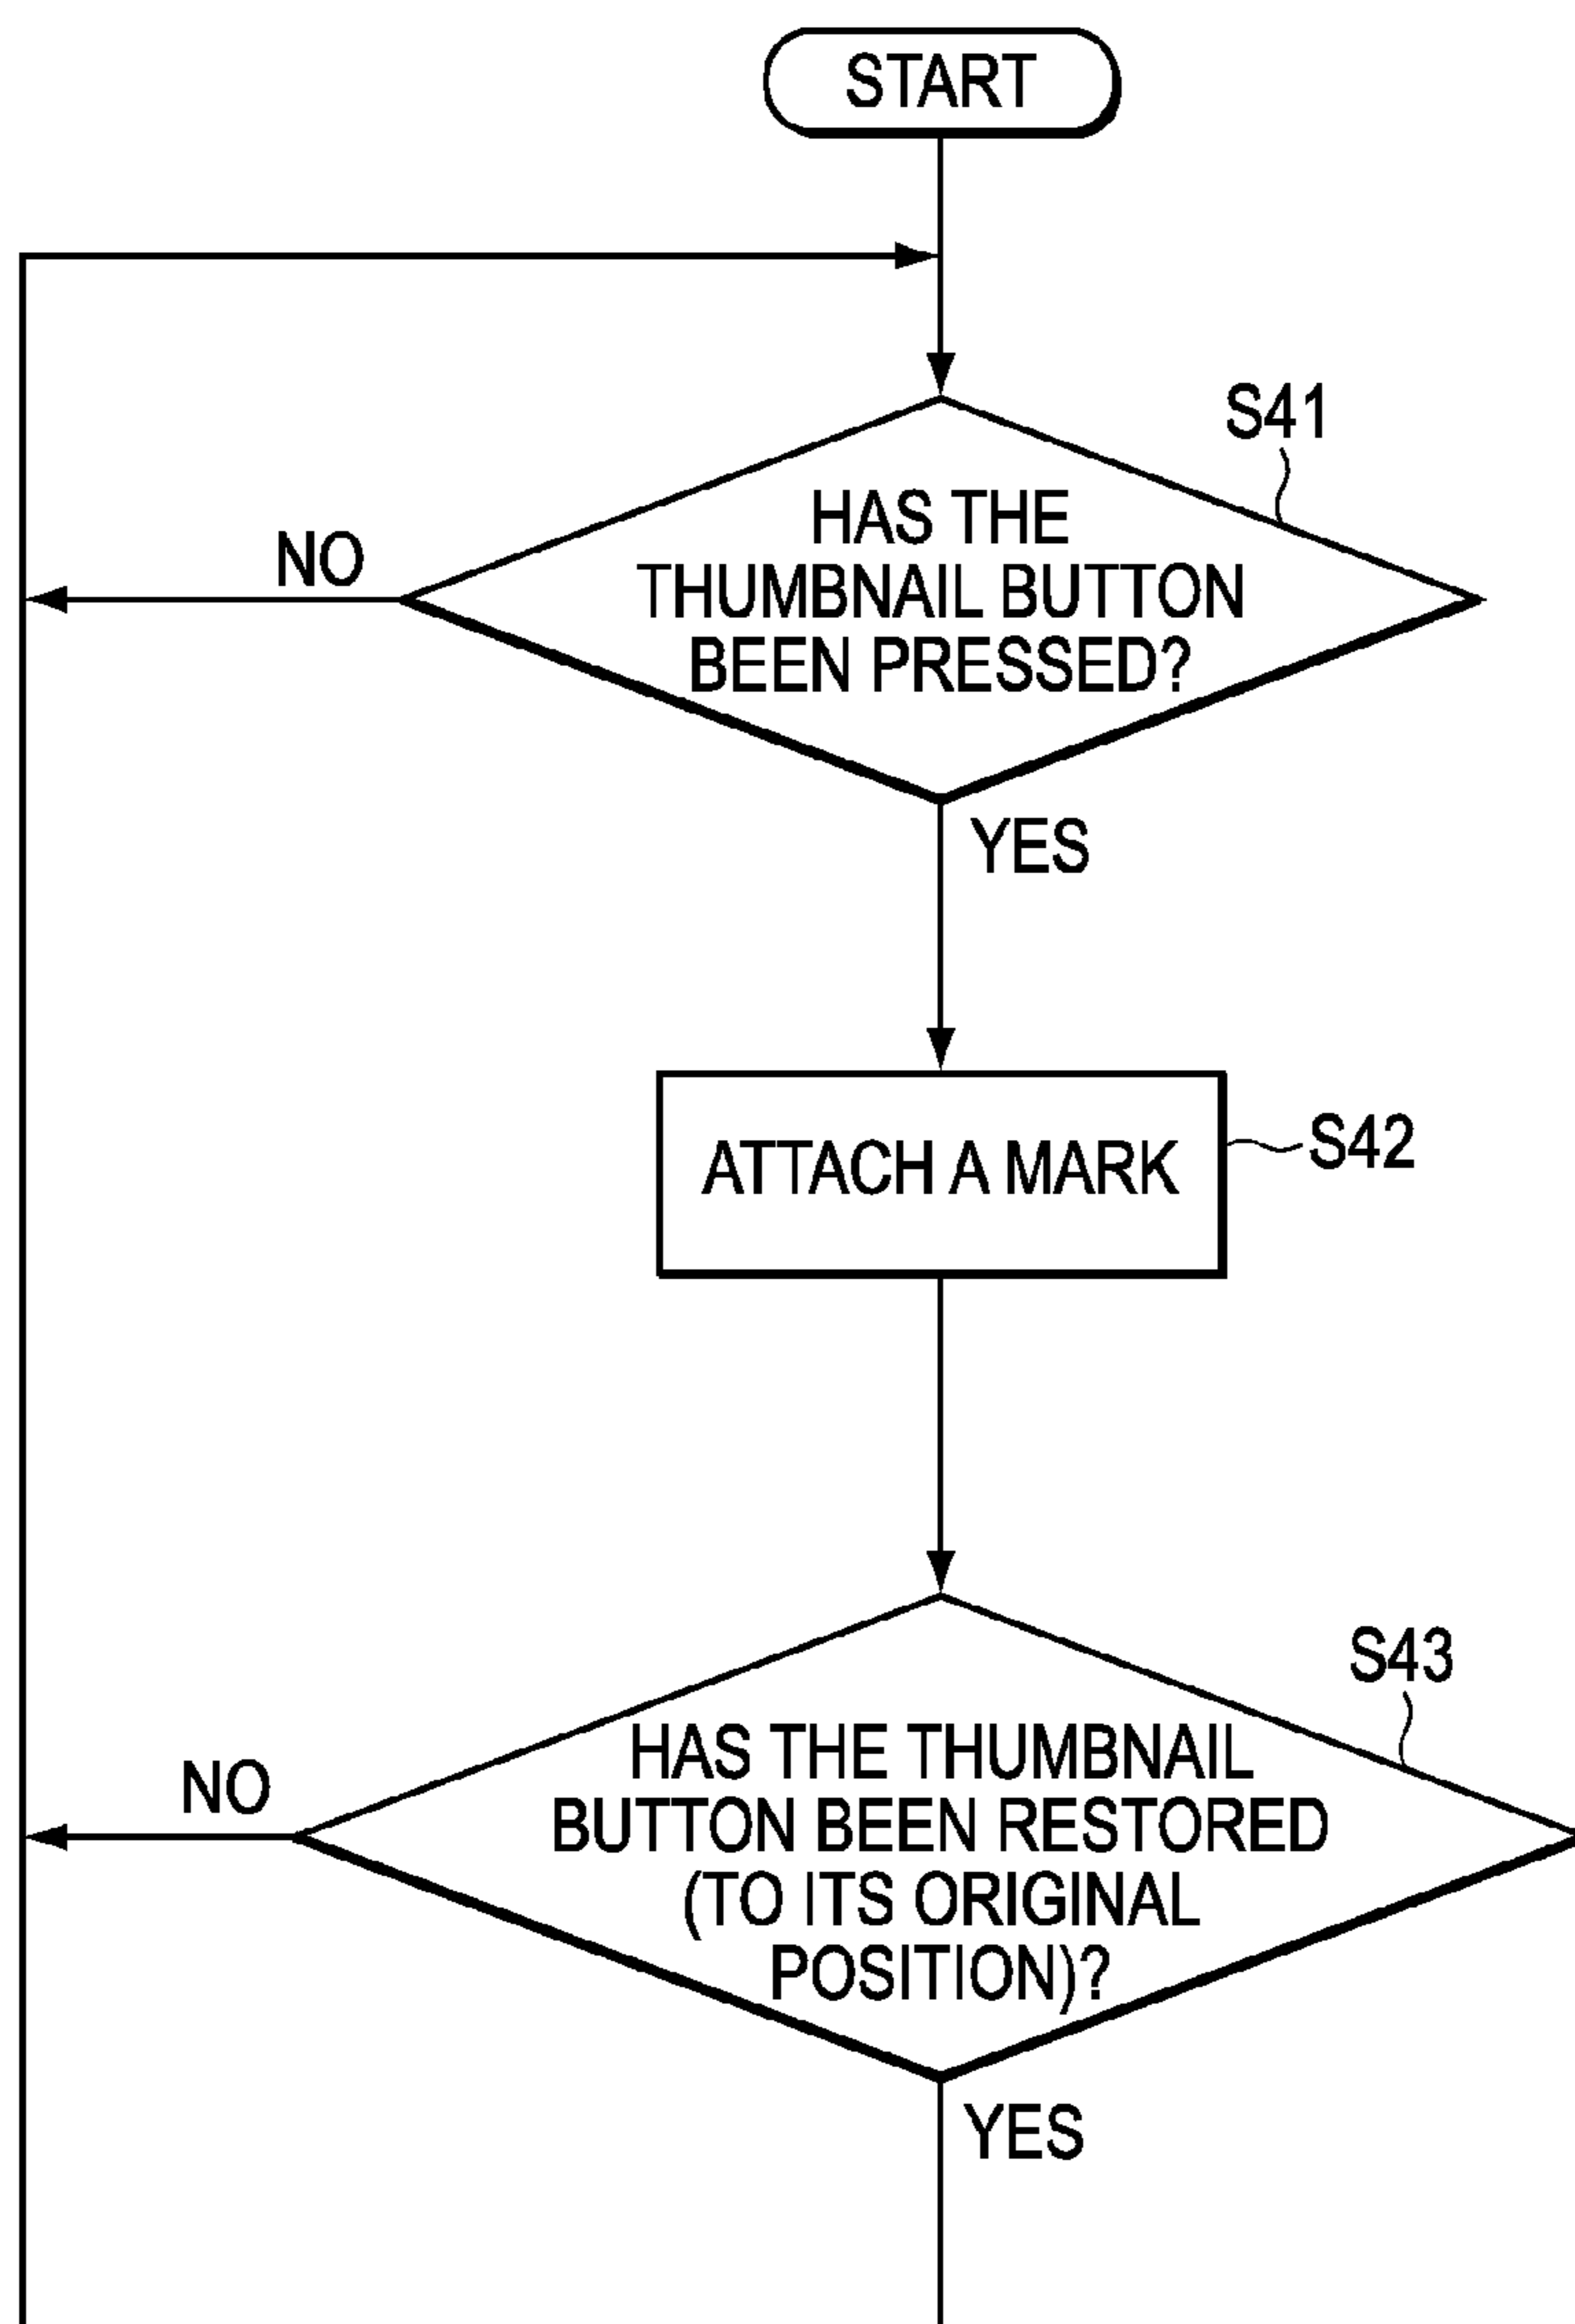 START
S41
HAS THE
THUMBNAIL BUTTON
BEEN PRESSED?
NO
YES
ATTACH A MARK
S42
S43
HAS THE THUMBNAIL
BUTTON BEEN RESTORED
(TO ITS ORIGINAL
POSITION)?
NO
YES